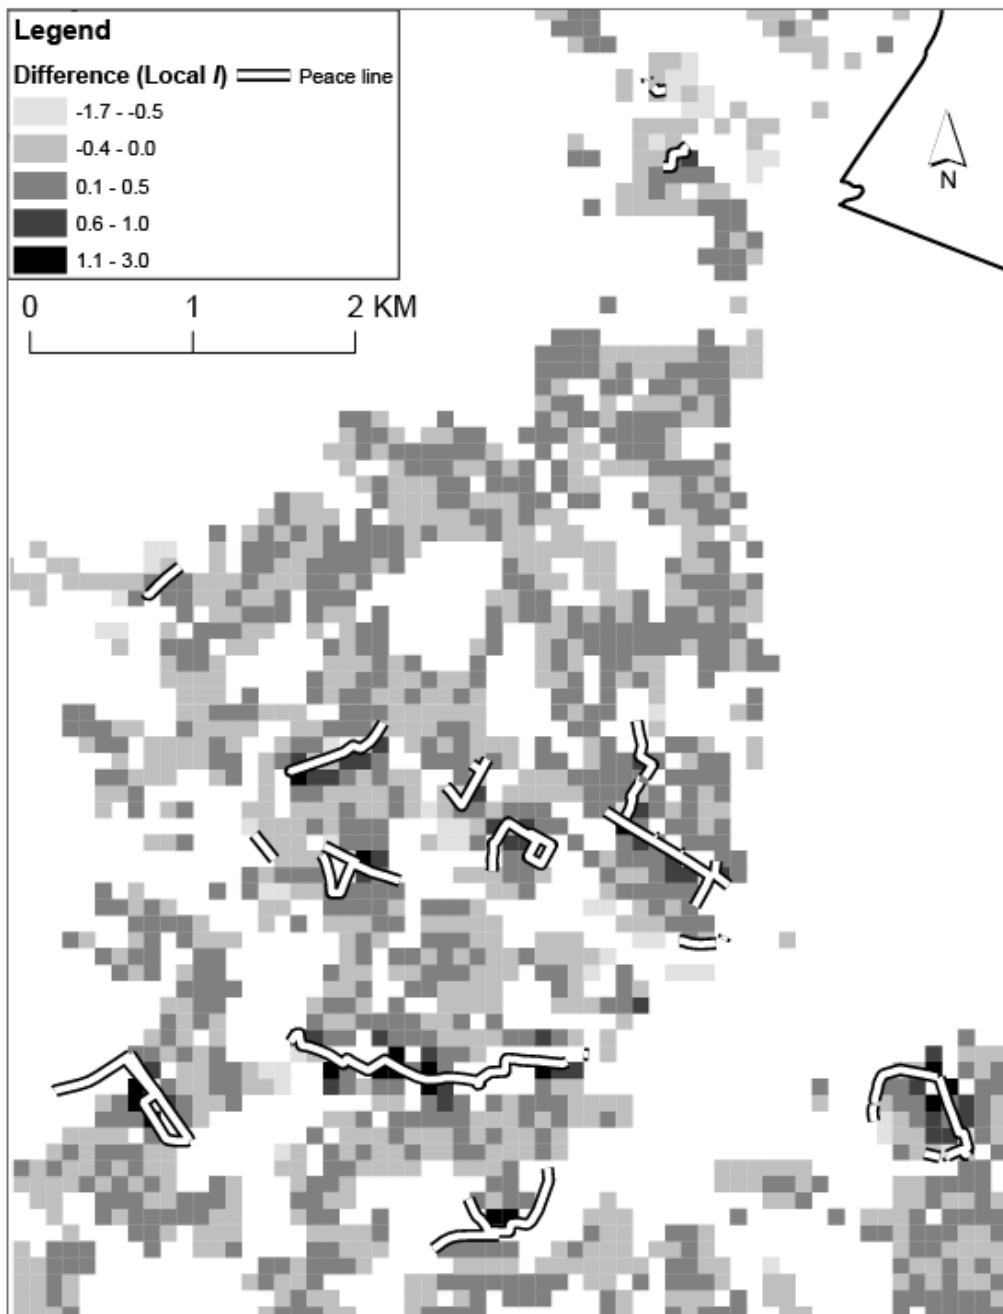 Legend
Difference (Local I) Peace line
-1.7 - -0.5
-0.4 - 0.0
0.1 - 0.5
0.6 - 1.0
1.1 - 3.0
0 1 2 KM
N